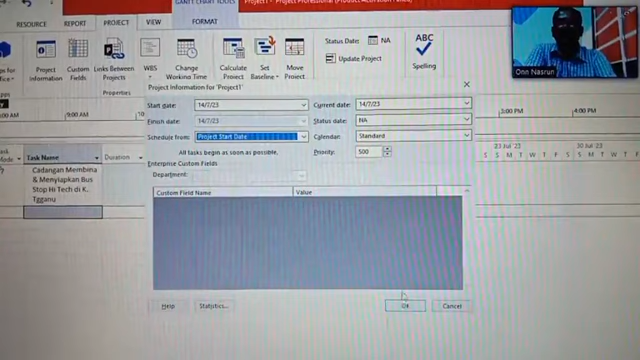 GANTT CHART TOOLS
Project1 - Project Professional
RESOURCE REPORT PROJECT VIEW FORMAT
Project Information
Custom Fields
Links Between Projects
WBS
Change Working Time
Calculate Project
Set Baseline
Move Project
Status Date: NA
Update Project
ABC
Spelling
Onn Nasrun
Properties
Project Information for 'Project1'
Start date: 14/7/23
Current date: 14/7/23
Finish date: 14/7/23
Status date: NA
Schedule from: Project Start Date
Calendar: Standard
All tasks begin as soon as possible.
Priority: 500
Enterprise Custom Fields
Department:
Custom Field Name Value
Help Statistics... OK Cancel
9:00 AM
3:00 PM 4:00 PM
Task Mode Task Name Duration
Cadangan Membina
& Menyiapkan Bus
Stop Hi Tech di K.
Tgganu
23 Jul '23 30 Jul '23
S S M T W T F S S M T W T F